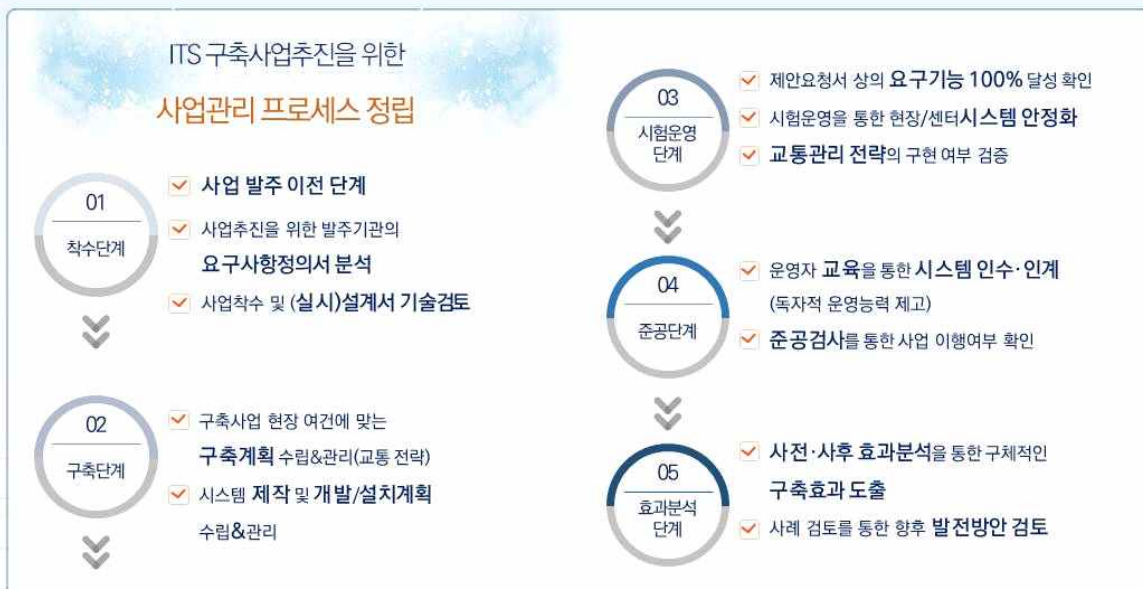 ITS 구축사업추진을 위한
사업관리 프로세스 정립
01
착수단계
사업 발주 이전 단계
사업추진을 위한 발주기관의
요구사항정의서 분석
사업착수 및 (실시)설계서 기술검토
02
구축단계
구축사업 현장 여건에 맞는
구축계획 수립&관리(교통 전략)
시스템 제작 및 개발/설치계획
수립&관리
03
시험운영
단계
제안요청서 상의 요구기능 100% 달성 확인
시험운영을 통한 현장/센터시스템 안정화
교통관리 전략의 구현 여부 검증
04
준공단계
운영자 교육을 통한 시스템 인수·인계
(독자적 운영능력 제고)
준공검사를 통한 사업 이행여부 확인
05
효과분석
단계
사전·사후 효과분석을 통한 구체적인
구축효과 도출
사례 검토를 통한 향후 발전방안 검토